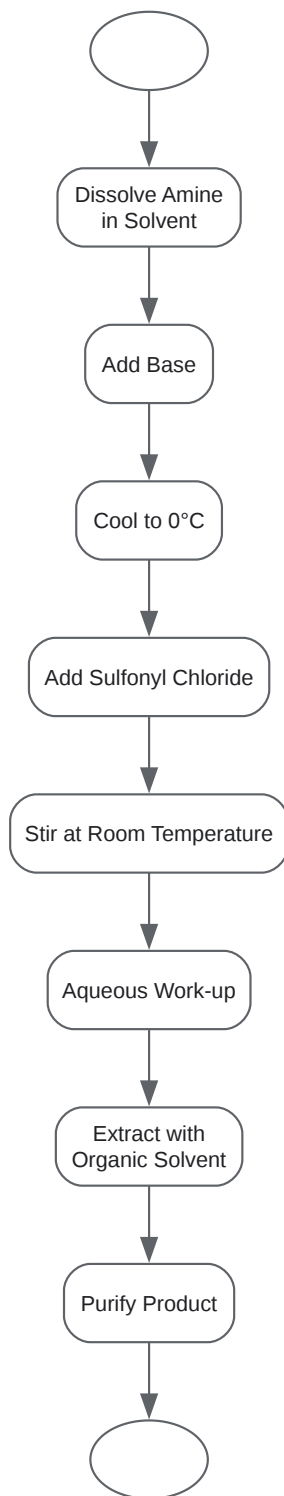 Dissolve Amine
in Solvent
Add Base
Cool to 0°C
Add Sulfonyl Chloride
Stir at Room Temperature
Aqueous Work-up
Extract with
Organic Solvent
Purify Product